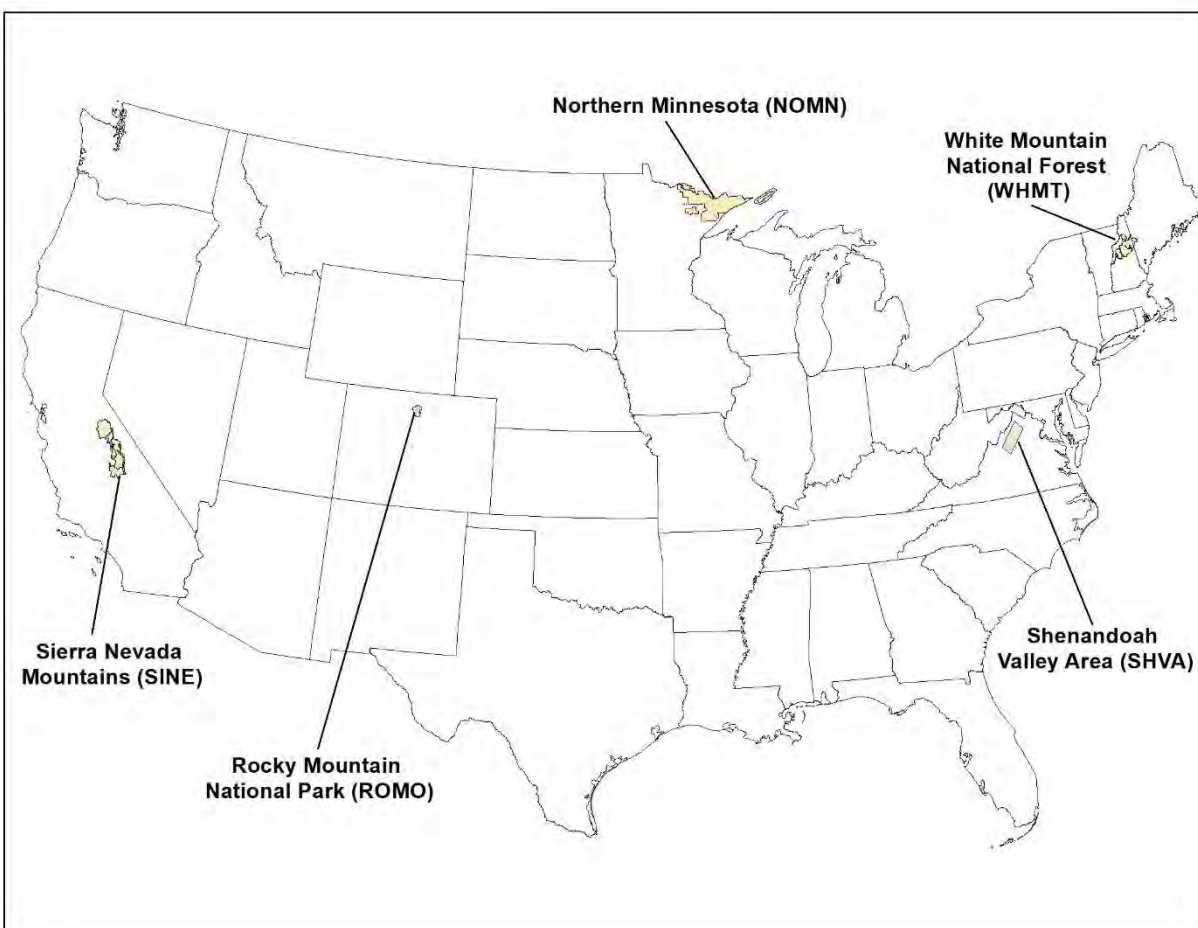 Northern Minnesota (NOMN)
White Mountain
National Forest
(WHMT)
Sierra Nevada
Mountains (SINE)
Rocky Mountain
National Park (ROMO)
Shenandoah
Valley Area (SHVA)